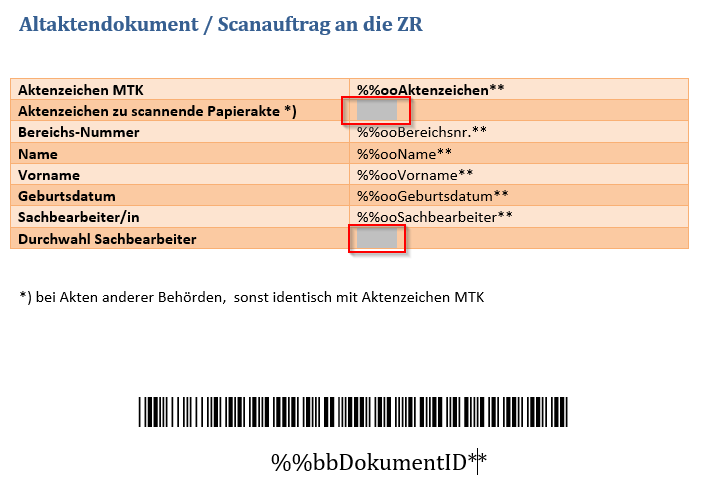 Altaktendokument / Scanauftrag an die ZR
Aktenzeichen MTK %%ooAktenzeichen**
Aktenzeichen zu scannende Papierakte *)
Bereichs-Nummer %%ooBereichsnr.**
Name %%ooName**
Vorname %%ooVorname**
Geburtsdatum %%ooGeburtsdatum**
Sachbearbeiter/in %%ooSachbearbeiter**
Durchwahl Sachbearbeiter
*) bei Akten anderer Behörden, sonst identisch mit Aktenzeichen MTK
%%bbDokumentID**